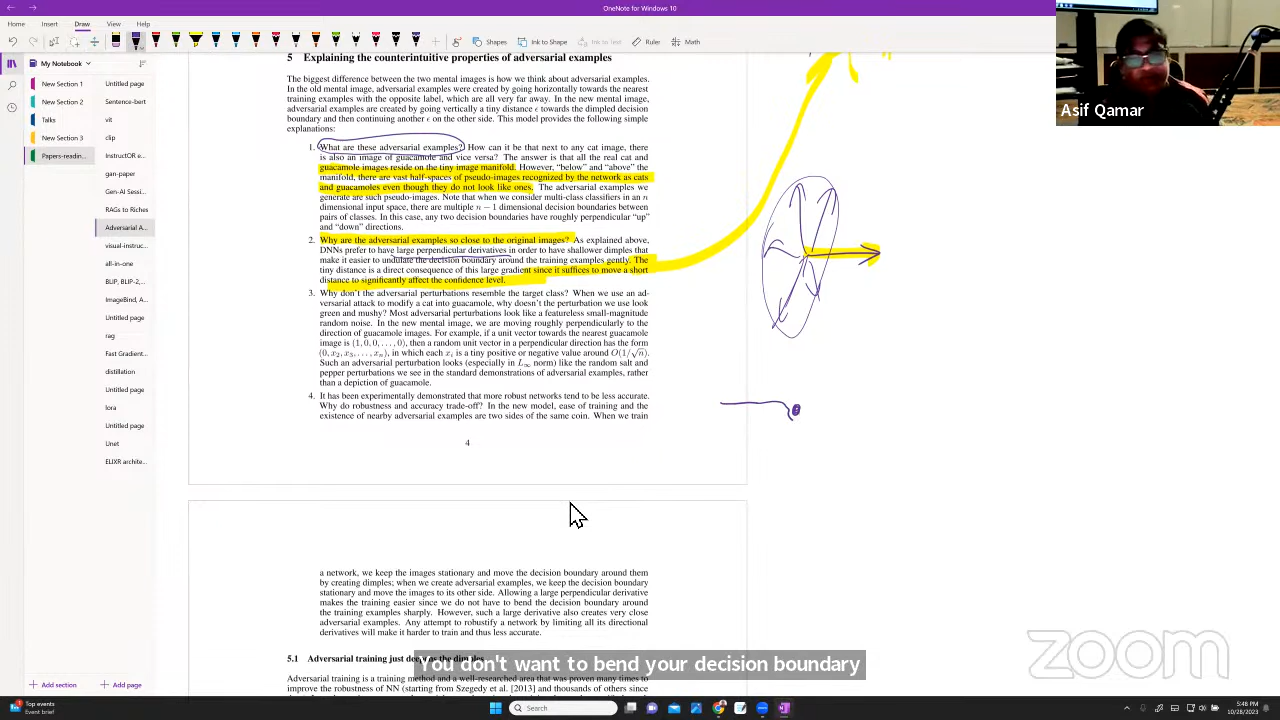 OneNote for Windows 10
Home
Insert
Draw
View
History
Help
Shapes
Ink to Shape
Ink to Text
Ruler
Math
My Notebook
New Section 1
New Section 2
Talks
New Section 3
Papers-readin...
Untitled page
Sentence-bert
vit
clip
InstructOR e...
gan-paper
Gen-AI Sessi...
RAGs to Riches
Adversarial A...
visual-instruc...
all-in-one
BLIP, BLIP-2,...
ImageBind, A...
Untitled page
rag
Fast Gradient...
distillation
Untitled page
lora
Untitled page
Unet
ELIXR archite...
Add section
Add page
5 Explaining the counterintuitive properties of adversarial examples
The biggest difference between the two mental images is how we think about adversarial examples.
In the old mental image, adversarial examples were created by going horizontally towards the nearest
training examples with the opposite label, which are all very far away. In the new mental image,
adversarial examples are created by going vertically a tiny distance ϵ towards the dimpled decision
boundary and then continuing another ϵ on the other side. This model provides the following simple
explanations:
1. What are these adversarial examples? How can it be that next to any cat image, there
is also an image of guacamole and vice versa? The answer is that all the real cat and
guacamole images reside on the tiny image manifold. However, "below" and "above" the
manifold, there are vast half-spaces of pseudo-images recognized by the network as cats
and guacamoles even though they do not look like ones. The adversarial examples we
generate are such pseudo-images. Note that when we consider multi-class classifiers in an n
dimensional input space, there are multiple n − 1 dimensional decision boundaries between
pairs of classes. In this case, any two decision boundaries have roughly perpendicular "up"
and "down" directions.
2. Why are the adversarial examples so close to the original images? As explained above,
DNNs prefer to have large perpendicular derivatives in order to have shallower dimples that
make it easier to undulate the decision boundary around the training examples gently. The
tiny distance is a direct consequence of this large gradient since it suffices to move a short
distance to significantly affect the confidence level.
3. Why don't the adversarial perturbations resemble the target class? When we use an ad-
versarial attack to modify a cat into guacamole, why doesn't the perturbation we use look
green and mushy? Most adversarial perturbations look like a featureless small-magnitude
random noise. In the new mental image, we are moving roughly perpendicularly to the
direction of guacamole images. For example, if a unit vector towards the nearest guacamole
image is (1, 0, 0, . . . , 0), then a random unit vector in a perpendicular direction has the form
(0, x₂, x₃, . . . , xₙ), in which each xᵢ is a tiny positive or negative value around O(1/√n).
Such an adversarial perturbation looks (especially in L∞ norm) like the random salt and
pepper perturbations we see in the standard demonstrations of adversarial examples, rather
than a depiction of guacamole.
4. It has been experimentally demonstrated that more robust networks tend to be less accurate.
Why do robustness and accuracy trade-off? In the new model, ease of training and the
existence of nearby adversarial examples are two sides of the same coin. When we train
4
a network, we keep the images stationary and move the decision boundary around them
by creating dimples; when we create adversarial examples, we keep the decision boundary
stationary and move the images to its other side. Allowing a large perpendicular derivative
makes the training easier since we do not have to bend the decision boundary around
the training examples sharply. However, such a large derivative also creates very close
adversarial examples. Any attempt to robustify a network by limiting all its directional
derivatives will make it harder to train and thus less accurate.
5.1 Adversarial training just deepens the dimples
Adversarial training is a training method and a well-researched area that was proven many times to
improve the robustness of NN (starting from Szegedy et al. [2013] and thousands of others since
You don't want to bend your decision boundary
Asif Qamar
zoom
Top events
Event brief
Search
5:48 PM
10/28/2023